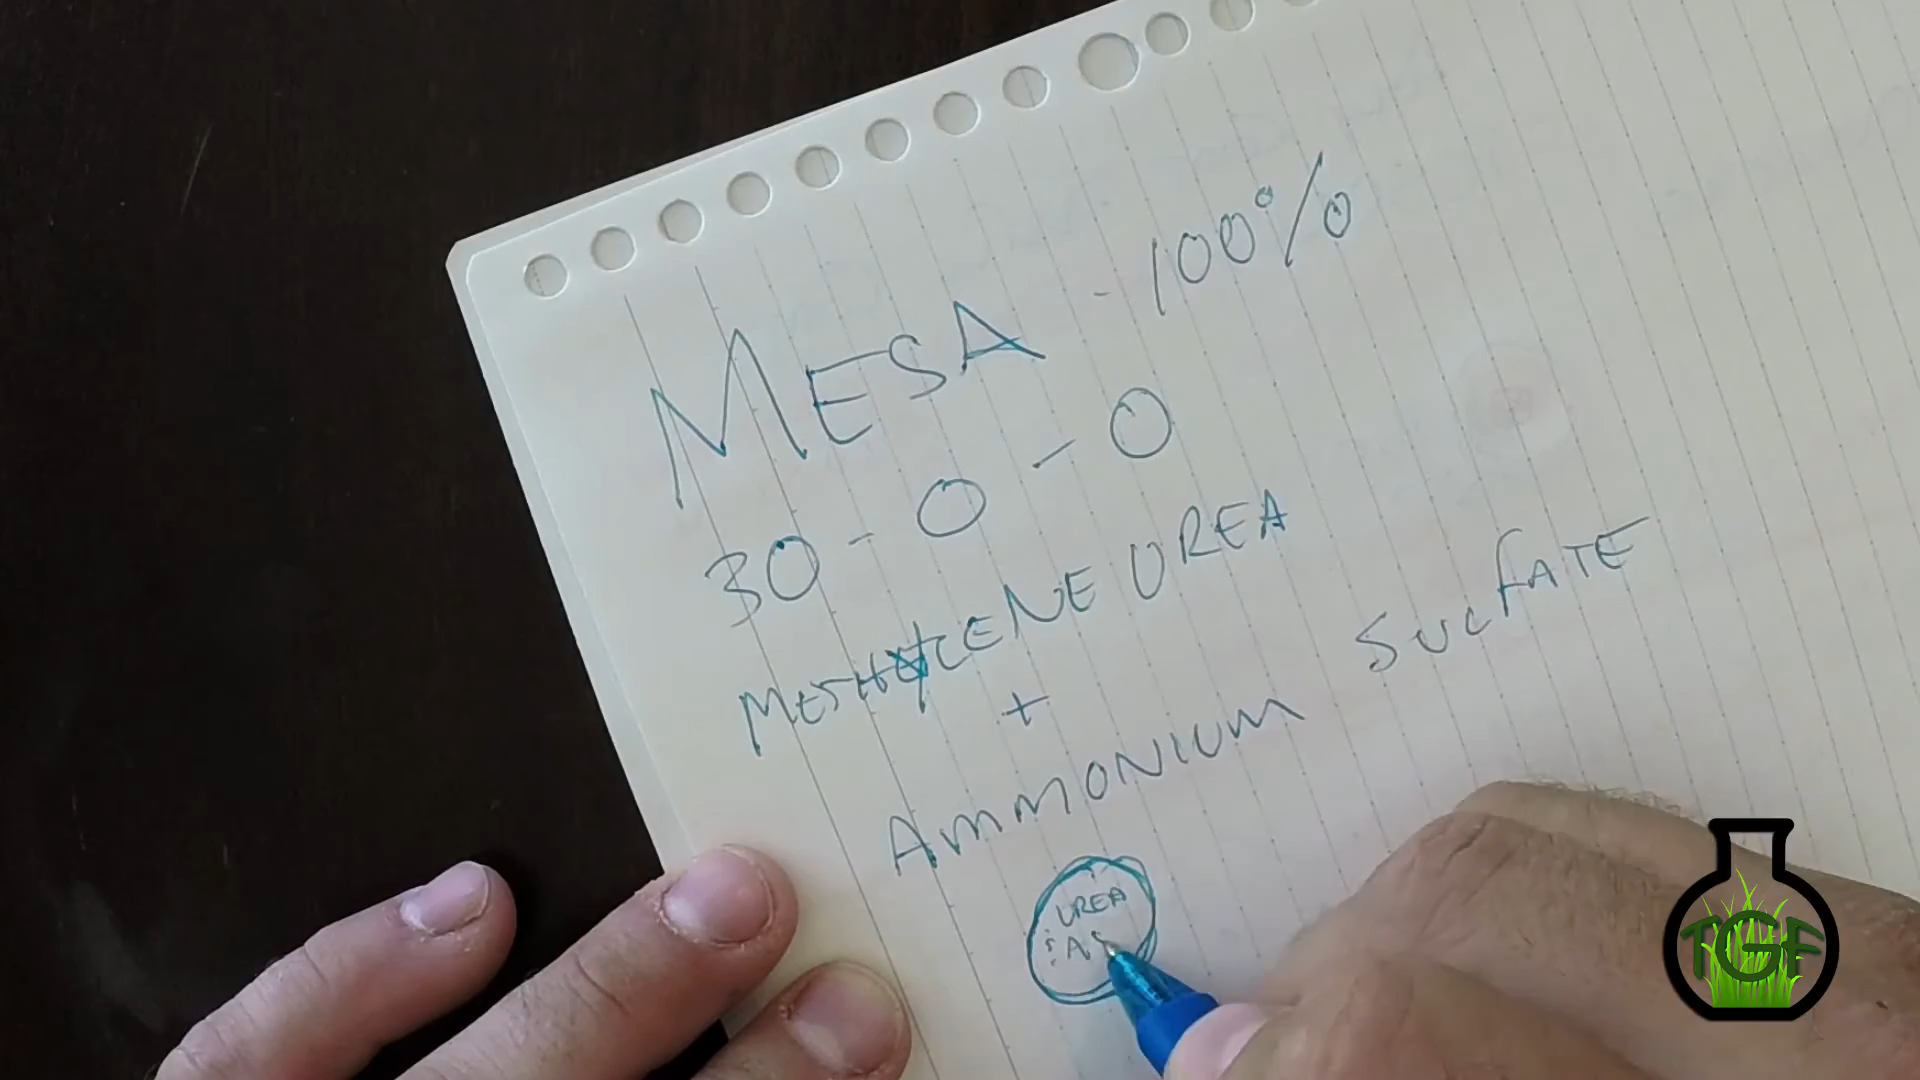 MESA - 100%
30 - 0 - 0
METHYLENE UREA
+
AMMONIUM SULFATE
UREA
AS
TGF